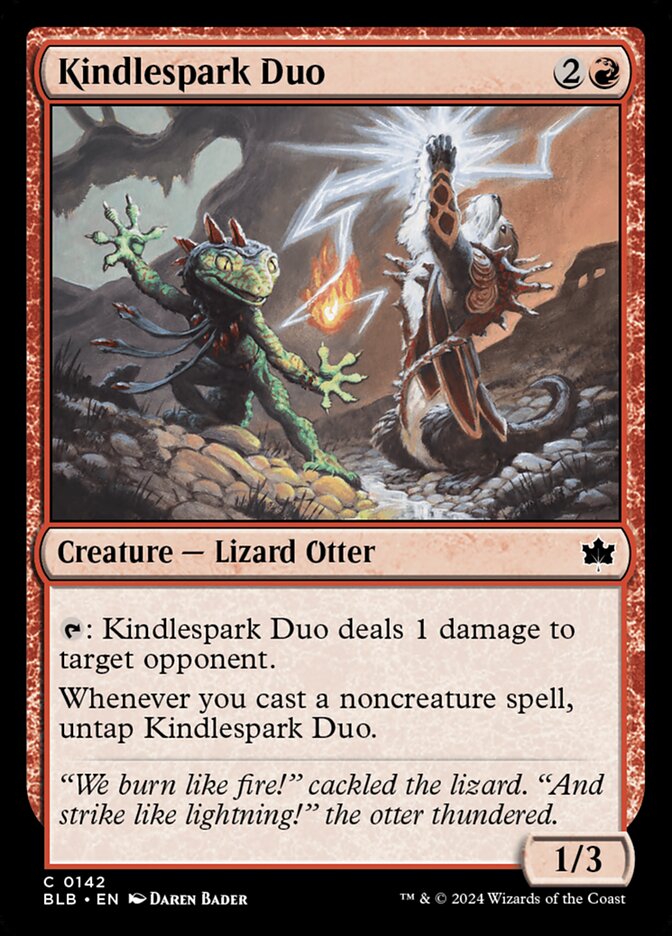 Kindlespark Duo 2
Creature — Lizard Otter
: Kindlespark Duo deals 1 damage to
target opponent.
Whenever you cast a noncreature spell,
untap Kindlespark Duo.
“We burn like fire!” cackled the lizard. “And
strike like lightning!” the otter thundered.
1/3
C 0142
BLB • EN Daren Bader ™ & © 2024 Wizards of the Coast